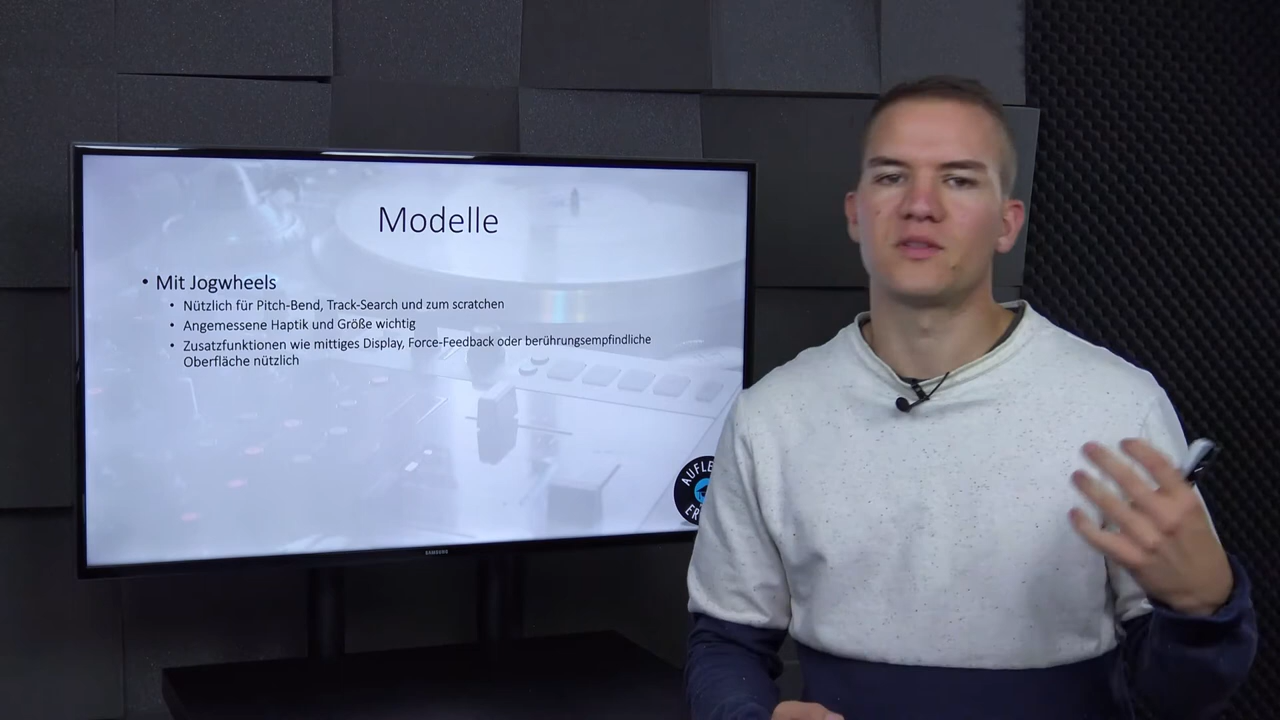 Modelle
• Mit Jogwheels
• Nützlich für Pitch-Bend, Track-Search und zum scratchen
• Angemessene Haptik und Größe wichtig
• Zusatzfunktionen wie mittiges Display, Force-Feedback oder berührungsempfindliche
Oberfläche nützlich
SAMSUNG